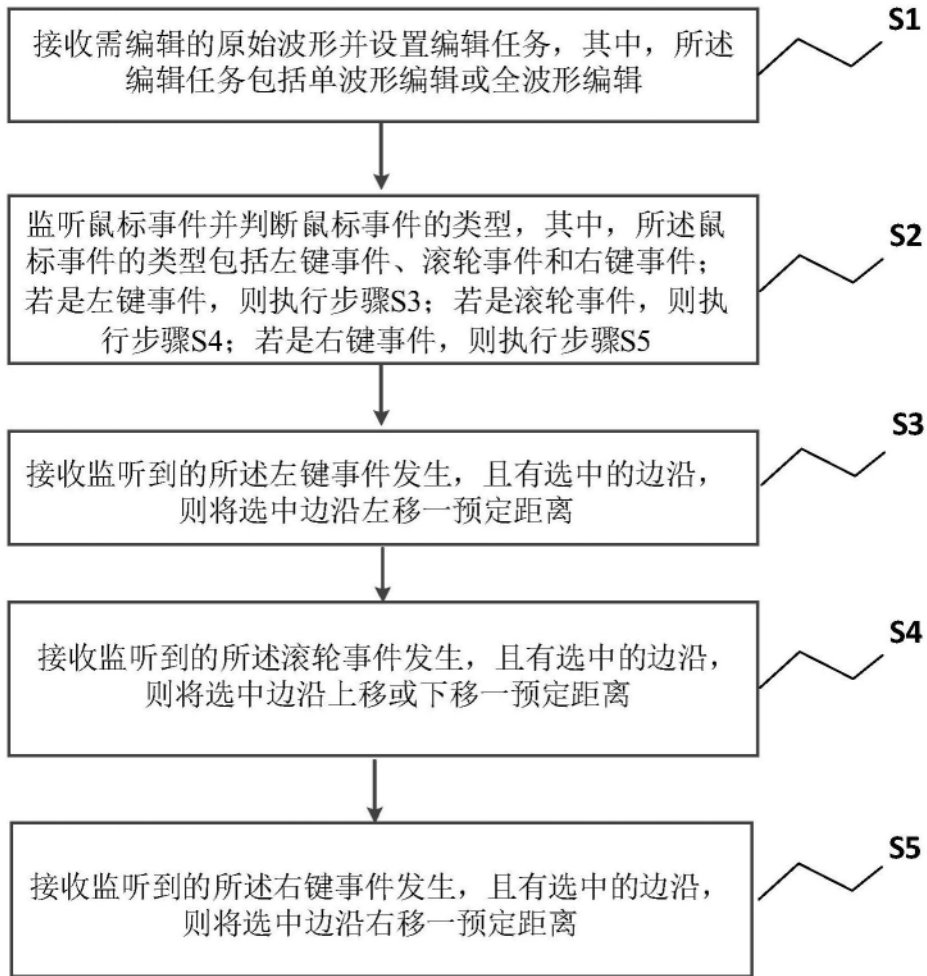 接收需编辑的原始波形并设置编辑任务，其中，所述
编辑任务包括单波形编辑或全波形编辑
S1
监听鼠标事件并判断鼠标事件的类型，其中，所述鼠
标事件的类型包括左键事件、滚轮事件和右键事件；
若是左键事件，则执行步骤S3；若是滚轮事件，则执
行步骤S4；若是右键事件，则执行步骤S5
S2
接收监听到的所述左键事件发生，且有选中的边沿，
则将选中边沿左移一预定距离
S3
接收监听到的所述滚轮事件发生，且有选中的边沿，
则将选中边沿上移或下移一预定距离
S4
接收监听到的所述右键事件发生，且有选中的边沿，
则将选中边沿右移一预定距离
S5